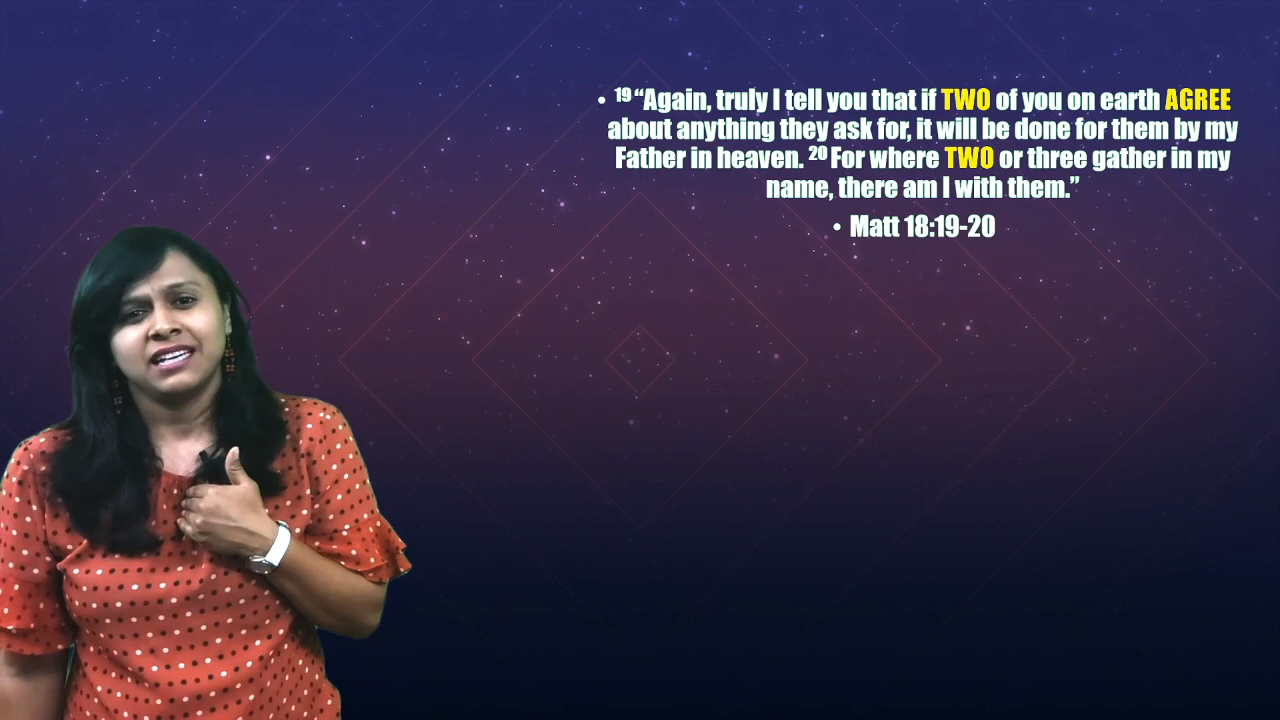 • 19 “Again, truly I tell you that if TWO of you on earth AGREE
about anything they ask for, it will be done for them by my
Father in heaven. 20 For where TWO or three gather in my
name, there am I with them.”
• Matt 18:19-20